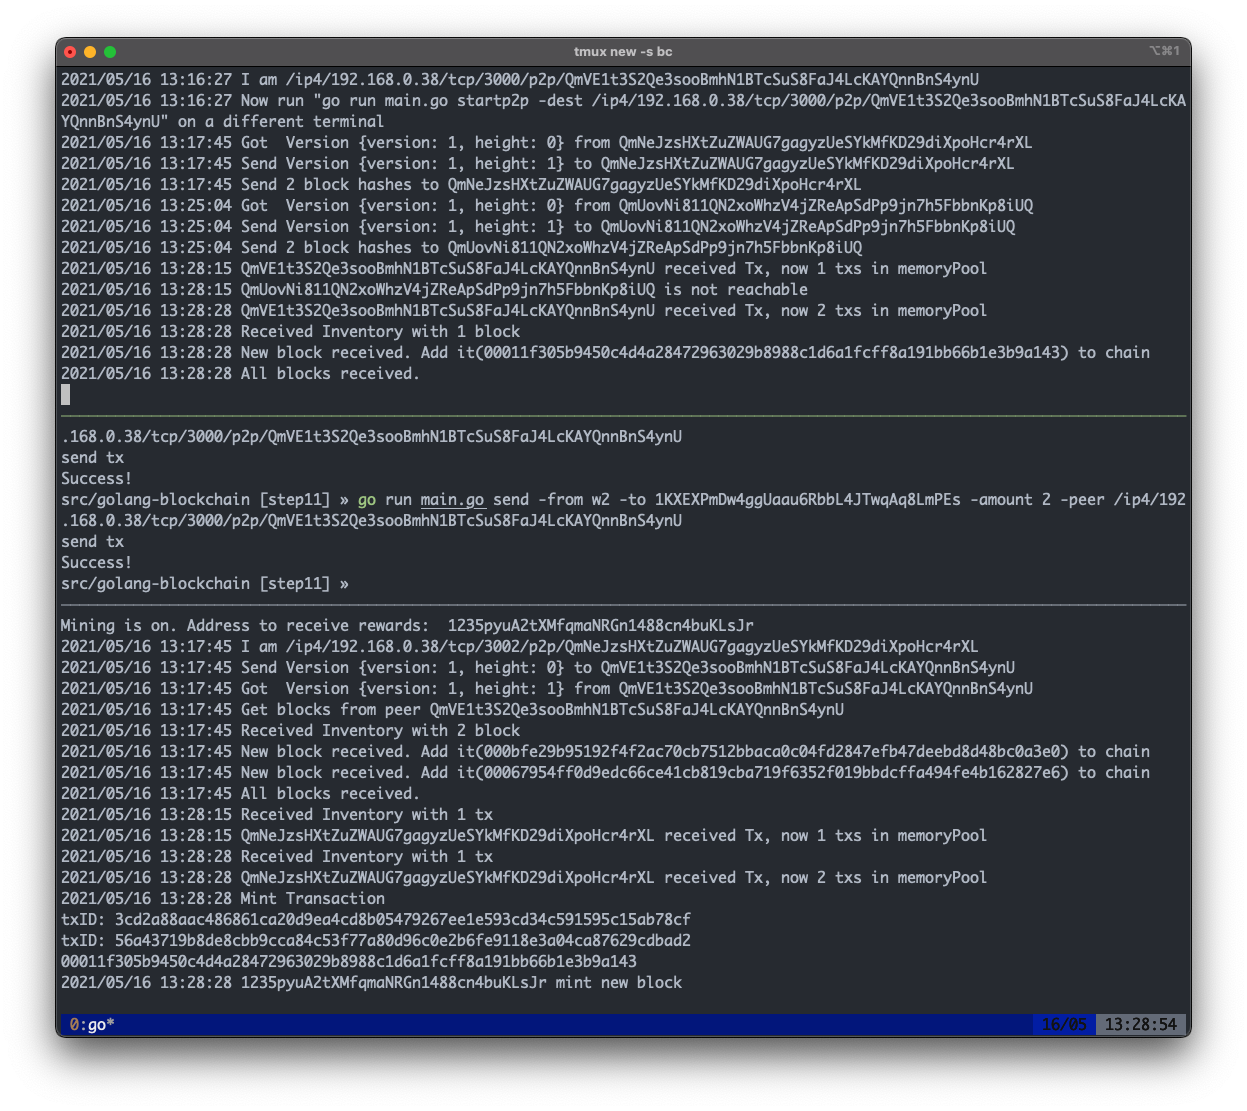 tmux new -s bc
⌥⌘1
2021/05/16 13:16:27 I am /ip4/192.168.0.38/tcp/3000/p2p/QmVE1t3S2Qe3sooBmhN1BTcSuS8FaJ4LcKAYQnnBnS4ynU
2021/05/16 13:16:27 Now run "go run main.go startp2p -dest /ip4/192.168.0.38/tcp/3000/p2p/QmVE1t3S2Qe3sooBmhN1BTcSuS8FaJ4LcKA
YQnnBnS4ynU" on a different terminal
2021/05/16 13:17:45 Got  Version {version: 1, height: 0} from QmNeJzsHXtZuZWAUG7gagyzUeSYkMfKD29diXpoHcr4rXL
2021/05/16 13:17:45 Send Version {version: 1, height: 1} to QmNeJzsHXtZuZWAUG7gagyzUeSYkMfKD29diXpoHcr4rXL
2021/05/16 13:17:45 Send 2 block hashes to QmNeJzsHXtZuZWAUG7gagyzUeSYkMfKD29diXpoHcr4rXL
2021/05/16 13:25:04 Got  Version {version: 1, height: 0} from QmUovNi811QN2xoWhzV4jZReApSdPp9jn7h5FbbnKp8iUQ
2021/05/16 13:25:04 Send Version {version: 1, height: 1} to QmUovNi811QN2xoWhzV4jZReApSdPp9jn7h5FbbnKp8iUQ
2021/05/16 13:25:04 Send 2 block hashes to QmUovNi811QN2xoWhzV4jZReApSdPp9jn7h5FbbnKp8iUQ
2021/05/16 13:28:15 QmVE1t3S2Qe3sooBmhN1BTcSuS8FaJ4LcKAYQnnBnS4ynU received Tx, now 1 txs in memoryPool
2021/05/16 13:28:15 QmUovNi811QN2xoWhzV4jZReApSdPp9jn7h5FbbnKp8iUQ is not reachable
2021/05/16 13:28:28 QmVE1t3S2Qe3sooBmhN1BTcSuS8FaJ4LcKAYQnnBnS4ynU received Tx, now 2 txs in memoryPool
2021/05/16 13:28:28 Received Inventory with 1 block
2021/05/16 13:28:28 New block received. Add it(00011f305b9450c4d4a28472963029b8988c1d6a1fcff8a191bb66b1e3b9a143) to chain
2021/05/16 13:28:28 All blocks received.
.168.0.38/tcp/3000/p2p/QmVE1t3S2Qe3sooBmhN1BTcSuS8FaJ4LcKAYQnnBnS4ynU
send tx
Success!
src/golang-blockchain [step11] » go run main.go send -from w2 -to 1KXEXPmDw4ggUaau6RbbL4JTwqAq8LmPEs -amount 2 -peer /ip4/192
.168.0.38/tcp/3000/p2p/QmVE1t3S2Qe3sooBmhN1BTcSuS8FaJ4LcKAYQnnBnS4ynU
send tx
Success!
src/golang-blockchain [step11] »
Mining is on. Address to receive rewards:  1235pyuA2tXMfqmaNRGn1488cn4buKLsJr
2021/05/16 13:17:45 I am /ip4/192.168.0.38/tcp/3002/p2p/QmNeJzsHXtZuZWAUG7gagyzUeSYkMfKD29diXpoHcr4rXL
2021/05/16 13:17:45 Send Version {version: 1, height: 0} to QmVE1t3S2Qe3sooBmhN1BTcSuS8FaJ4LcKAYQnnBnS4ynU
2021/05/16 13:17:45 Got  Version {version: 1, height: 1} from QmVE1t3S2Qe3sooBmhN1BTcSuS8FaJ4LcKAYQnnBnS4ynU
2021/05/16 13:17:45 Get blocks from peer QmVE1t3S2Qe3sooBmhN1BTcSuS8FaJ4LcKAYQnnBnS4ynU
2021/05/16 13:17:45 Received Inventory with 2 block
2021/05/16 13:17:45 New block received. Add it(000bfe29b95192f4f2ac70cb7512bbaca0c04fd2847efb47deebd8d48bc0a3e0) to chain
2021/05/16 13:17:45 New block received. Add it(00067954ff0d9edc66ce41cb819cba719f6352f019bbdcffa494fe4b162827e6) to chain
2021/05/16 13:17:45 All blocks received.
2021/05/16 13:28:15 Received Inventory with 1 tx
2021/05/16 13:28:15 QmNeJzsHXtZuZWAUG7gagyzUeSYkMfKD29diXpoHcr4rXL received Tx, now 1 txs in memoryPool
2021/05/16 13:28:28 Received Inventory with 1 tx
2021/05/16 13:28:28 QmNeJzsHXtZuZWAUG7gagyzUeSYkMfKD29diXpoHcr4rXL received Tx, now 2 txs in memoryPool
2021/05/16 13:28:28 Mint Transaction
txID: 3cd2a88aac486861ca20d9ea4cd8b05479267ee1e593cd34c591595c15ab78cf
txID: 56a43719b8de8cbb9cca84c53f77a80d96c0e2b6fe9118e3a04ca87629cdbad2
00011f305b9450c4d4a28472963029b8988c1d6a1fcff8a191bb66b1e3b9a143
2021/05/16 13:28:28 1235pyuA2tXMfqmaNRGn1488cn4buKLsJr mint new block
0:go*
16/05
13:28:54